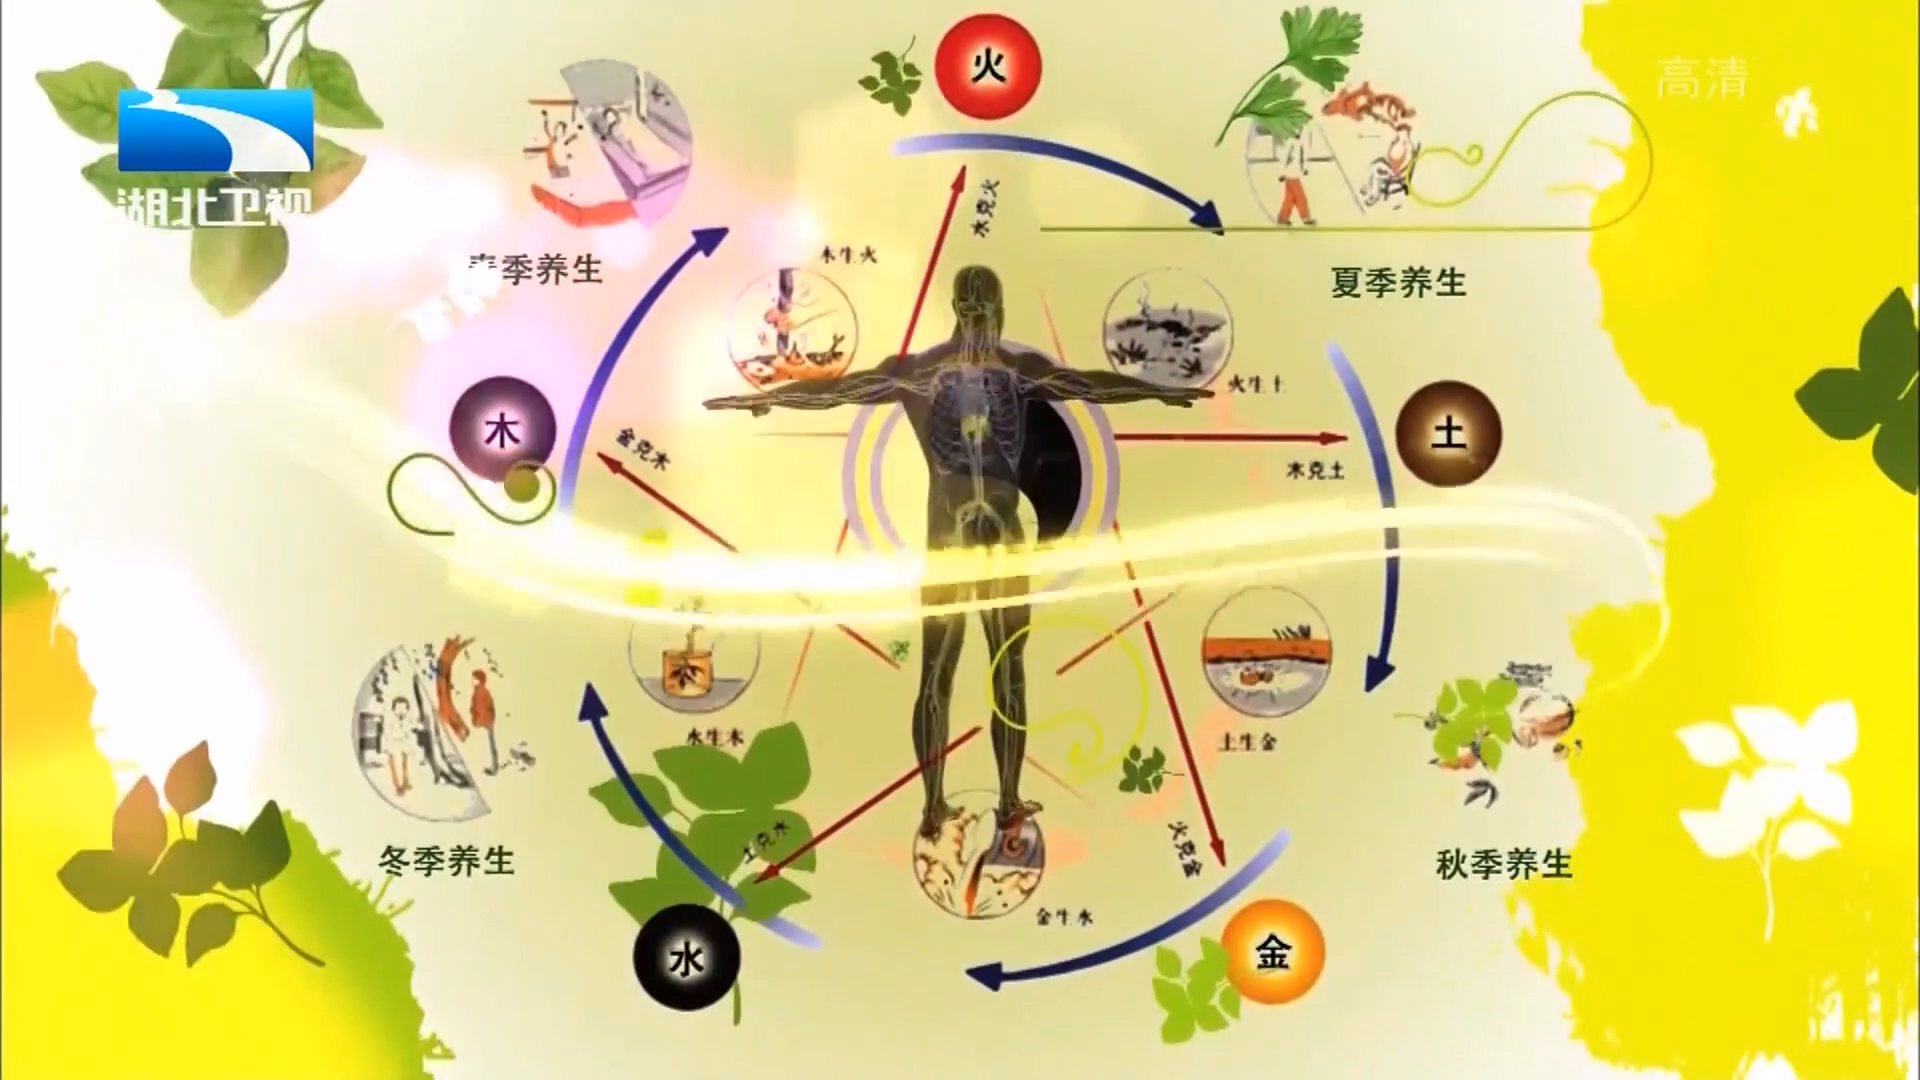 火
高清
湖北卫视
水克火
木生火
春季养生
夏季养生
火生土
木
金克木
土
木克土
水生木
土生金
土克水
火克金
冬季养生
秋季养生
金生水
水
金